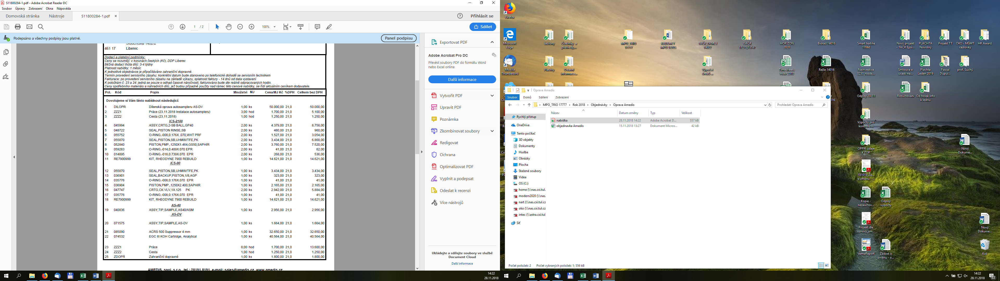 S11800284-1.pdf - Adobe Acrobat Reader DC
Soubor Úpravy Zobrazení Okna Nápověda
Domovská stránka Nástroje S11800284-1.pdf × Přihlásit se
1 / 2 100% Sdílet
Podepsáno a všechny podpisy jsou platné. Panel podpisu
461 17 Liberec
Dodací a platební podmínky:
Ceny se rozumějí: v korunách českých (Kč), DDP Liberec
Běžná dodací lhůta dílů: 3-4 týdny
Platnost nabídky: 1 měsíc
K jednotlivé objednávce je připočítáváno zahraniční dopravné.
Termín provedení servisního zásahu: konkrétní datum bude stanoveno po telefonické dohodě se servisním technikem
Fakturace: po provedení servisního zásahu na základě výkazu, splatnost faktury - 14 dnů od data vystavení
K položkám č. 23 a 24: jedná se pouze o odhad časové náročnosti, fakturováno bude dle reálně odpracovaných hodin.
Ceny spotřebního materiálu a náhradních dílů, jež budou případně použity nad rámec této cenové nabídky, se řídí aktuálním ceníkem dodavatele.
Pol. Kód Popis Množství MJ Cena/MJ Kč %DPH Celkem bez DPH
Dovolujeme si Vám tímto nabídnout následující:
1 DILOPR Dílenská oprava autosampleru AS-DV 1,00 ks 50.000,00 21,0 50.000,00
2 ZZZ1 Práce (23.11.2018 Instalace autosampleru) 3,00 hod 1.700,00 21,0 5.100,00
3 ZZZ2 Cesta (23.11.2018) 1,00 hod 1.250,00 21,0 1.250,00
ICS-2100
4 045994 ASSY,CRTG,2-SB BALL,GP40 2,00 ks 4.379,00 21,0 8.758,00
5 048722 SEAL,PISTON RINSE,SB 2,00 ks 480,00 21,0 960,00
6 055752 O-RING,-008,0.176X .070,WHT PRF 2,00 ks 1.527,00 21,0 3.054,00
7 055870 SEAL,PISTON,SB,UHMW/TFE,PK 2,00 ks 3.434,00 21,0 6.868,00
8 052840 PISTON,PMP,.1250X1.464,GS50,SAPHIR 2,00 ks 3.760,00 21,0 7.520,00
9 059283 O-RING,-014,0.489X.070 EPR 2,00 ks 41,00 21,0 82,00
10 014895 O-RING,-018,0.739X.070 EPR 2,00 ks 268,00 21,0 536,00
11 RE7900999 KIT, RHEODYNE 7900 REBUILD 1,00 ks 14.621,00 21,0 14.621,00
ICS-90
12 055870 SEAL,PISTON,SB,UHMW/TFE,PK 1,00 ks 3.434,00 21,0 3.434,00
13 036901 SEAL,BACKUP,PISTON,1/8,AGP 1,00 ks 323,00 21,0 323,00
14 035776 O-RING,-008,0.176X.070 EPR 1,00 ks 41,00 21,0 41,00
15 036904 PISTON,PMP,.1250X2.400,SAPHIR 1,00 ks 2.165,00 21,0 2.165,00
16 047747 CRTG,CK VLV,1X.125 PK 2,00 ks 2.942,00 21,0 5.884,00
17 035776 O-RING,-008,0.176X.070 EPR 1,00 ks 41,00 21,0 41,00
18 RE7900999 KIT, RHEODYNE 7900 REBUILD 1,00 ks 14.621,00 21,0 14.621,00
AS-40
19 040836 ASSY,TIP,SAMPLE,AS40/ASM 1,00 ks 2.956,00 21,0 2.956,00
AS-DV
20 071575 ASSY,TIP,SAMPLE,AS-DV 1,00 ks 1.664,00 21,0 1.664,00
21 085090 ACRS 500 Suppressor 4 mm 1,00 ks 32.650,00 21,0 32.650,00
22 074532 EGC III KOH Cartridge, Analytical 1,00 ks 40.564,00 21,0 40.564,00
23 ZZZ1 Práce 8,00 hod 1.700,00 21,0 13.600,00
24 ZZZ2 Cesta 1,00 hod 1.250,00 21,0 1.250,00
25 ZDOPR Zahraniční dopravné 1,00 ks 1.800,00 21,0 1.800,00
AMEDIS, spol. s r.o., tel.: 28191 8191, e-mail: sales@amedis.cz, www.amedis.cz
Exportovat PDF
Adobe Acrobat Pro DC
Převést soubory PDF do formátu Word
nebo Excel online
Další informace
Vytvořit PDF
Upravit PDF
Poznámka
Zkombinovat soubory
Redigovat
Ochrana
Optimalizovat PDF
Vyplnit a podepsat
Odeslat k recenzi
Více nástrojů
Ukládejte a sdílejte soubory ve službě
Document Cloud
Další informace
14:22
28.11.2018
Firefox
Microsoft
Edge
šablony
Číselníky a
přehledy,...
MPO_TRIO
17777
RADEMET
MPO 17785
TAČR_DPMLJ
14022
GAČR
17278,18747
HORIZON
2020
Biorad 14016
Smart textilie
17068
Nový projekt
- TAČR Epsi...
PLACHTA
Novotný
Projekt TT
OKO - MŠMT
cestovky
HR Award
Mozilla
Thunderbird
Plachty
Ostatní
informace...
Výpočet
úroků ...
Timesheets
Hokr 2018
Režie 14016
Neinvestice
8230_rozdě...
Smlouva o
ucasti na...
Plachta
Leden 2019
Pascal
Dupui...
prof. Suchý
Odpisy 20.11
Rozúčtování
Od holek info
k lednu
Výpočty pro
kontrolu ...
OPPIK údaje
k ŽOP
Nový
Dokume...
181018_Žá...
o změnu - ...
Kopie -
nezaúčtov...
Odpisy
výpočty
Projekt dle
osnovy_sm...
Nový
Dokume...
VemaReport
Žádost o
změnu - o...
Koš
Oprava Amedis
Soubor Domů Sdílení Zobrazení
MPO_TRIO 17777 Rok 2018 Objednávky Oprava Amedis Prohledat: Oprava Amedis
Název Datum změny Typ Velikost
nabídka 28.11.2018 14:22 Adobe Acrobat D... 557 kB
objednavka Amedis 15.11.2018 13:27 Dokument Micros... 42 kB
Rychlý přístup
OneDrive
Tento počítač
3D objekty
Dokumenty
Hudba
Obrázky
Plocha
Stažené soubory
Videa
OS (C:)
home (\\nas.cxi.tul.
modern2020 (\\nas.
nart (\\nas.cxi.tul.cz
oko (\\nas.cxi.tul.cz
intec (\\astra.cxi.tul
Síť
Počet položek: 2 Počet vybraných položek: 1; 556 kB
14:22
28.11.2018
22